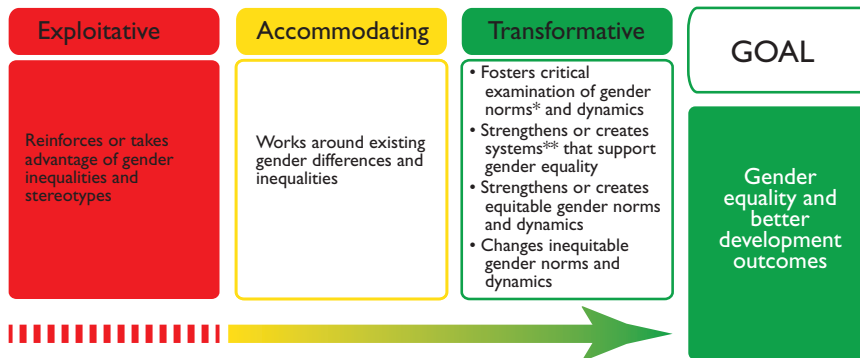 Exploitative
Reinforces or takes
advantage of gender
inequalities and
stereotypes
Accommodating
Works around existing
gender differences and
inequalities
Transformative
• Fosters critical
examination of gender
norms* and dynamics
• Strengthens or creates
systems** that support
gender equality
• Strengthens or creates
equitable gender norms
and dynamics
• Changes inequitable
gender norms and
dynamics
GOAL
Gender
equality and
better
development
outcomes